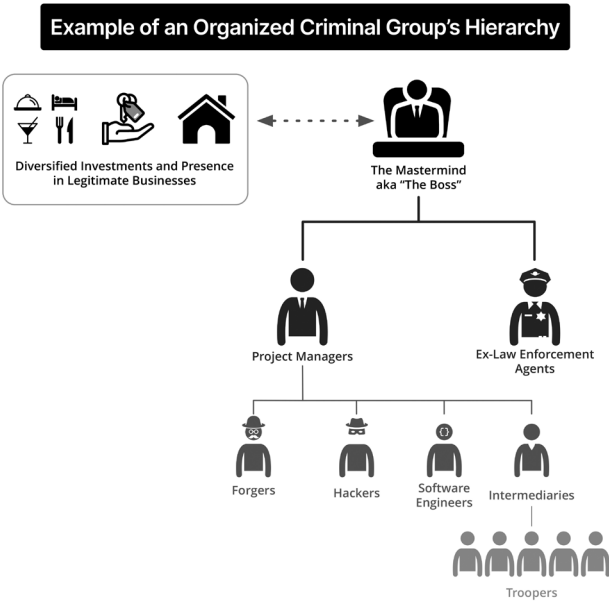 Example of an Organized Criminal Group's Hierarchy
Diversified Investments and Presence
in Legitimate Businesses
The Mastermind
aka “The Boss”
Project Managers
Ex-Law Enforcement
Agents
Forgers
Hackers
Software
Engineers
Intermediaries
Troopers